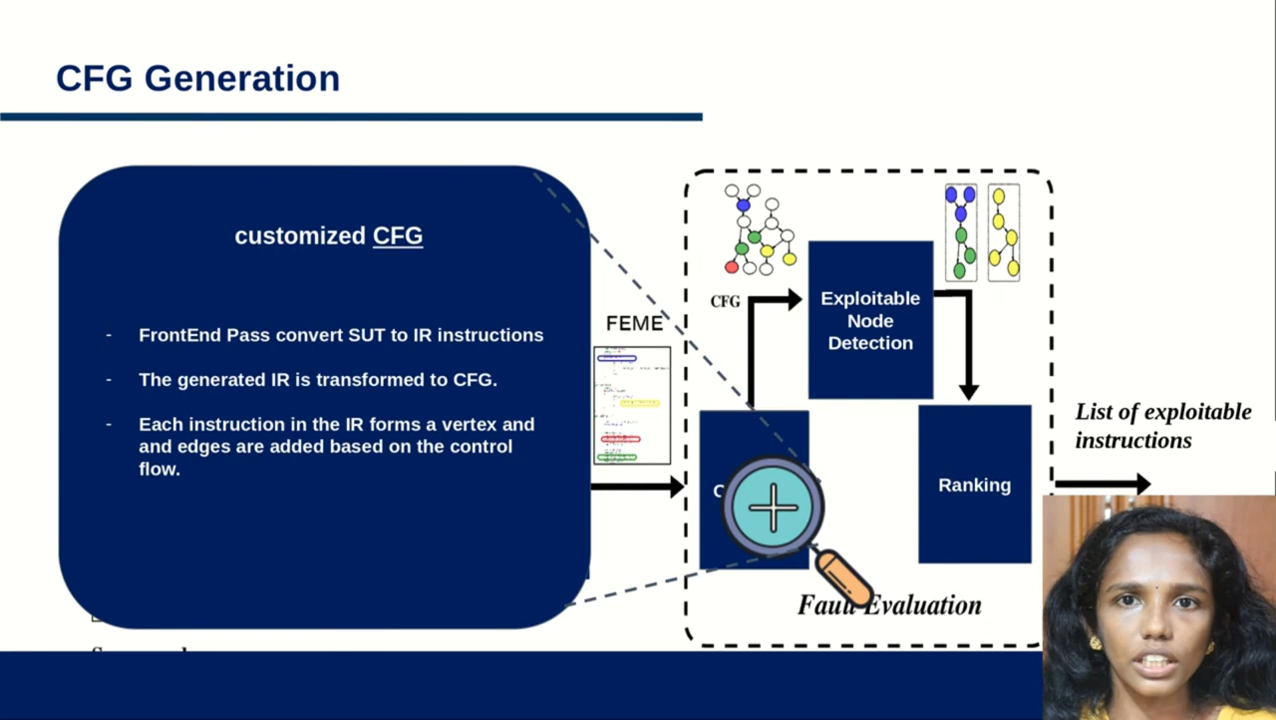 CFG Generation
customized CFG
- FrontEnd Pass convert SUT to IR instructions
- The generated IR is transformed to CFG.
- Each instruction in the IR forms a vertex and
and edges are added based on the control
flow.
FEME
CFG
Exploitable
Node
Detection
Ranking
Evaluation
List of exploitable
instructions